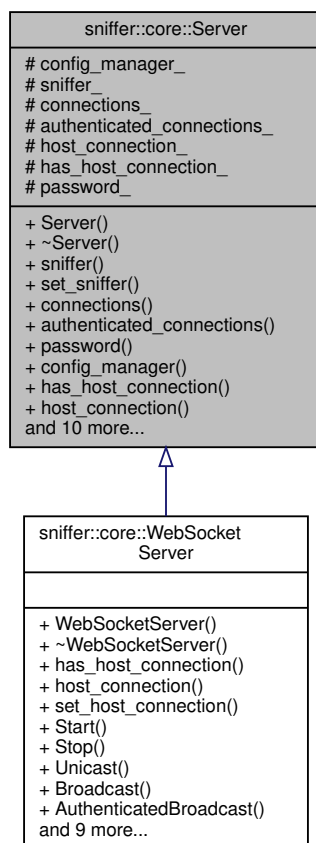 sniffer::core::Server
# config_manager_
# sniffer_
# connections_
# authenticated_connections_
# host_connection_
# has_host_connection_
# password_
+ Server()
+ ~Server()
+ sniffer()
+ set_sniffer()
+ connections()
+ authenticated_connections()
+ password()
+ config_manager()
+ has_host_connection()
+ host_connection()
and 10 more...
sniffer::core::WebSocket
Server
+ WebSocketServer()
+ ~WebSocketServer()
+ has_host_connection()
+ host_connection()
+ set_host_connection()
+ Start()
+ Stop()
+ Unicast()
+ Broadcast()
+ AuthenticatedBroadcast()
and 9 more...